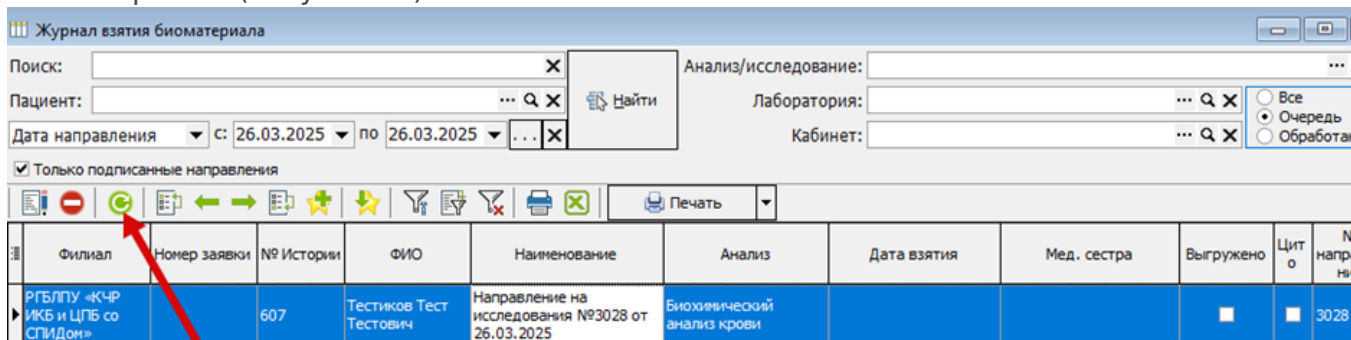 Журнал взятия биоматериала
Поиск: Найти Анализ/исследование:
Пациент: Лаборатория: Все
Очередь
Дата направления с: 26.03.2025 по 26.03.2025 ... Кабинет: Обработан
Только подписанные направления
Печать
Филиал Номер заявки № Истории ФИО Наименование Анализ Дата взятия Мед. сестра Выгружено Цито
РГБЛПУ «КЧР ИКБ и ЦПБ со СПИДом» 607 Тестиков Тест Тестович Направление на исследования №3028 от 26.03.2025 Биохимический анализ крови 3028